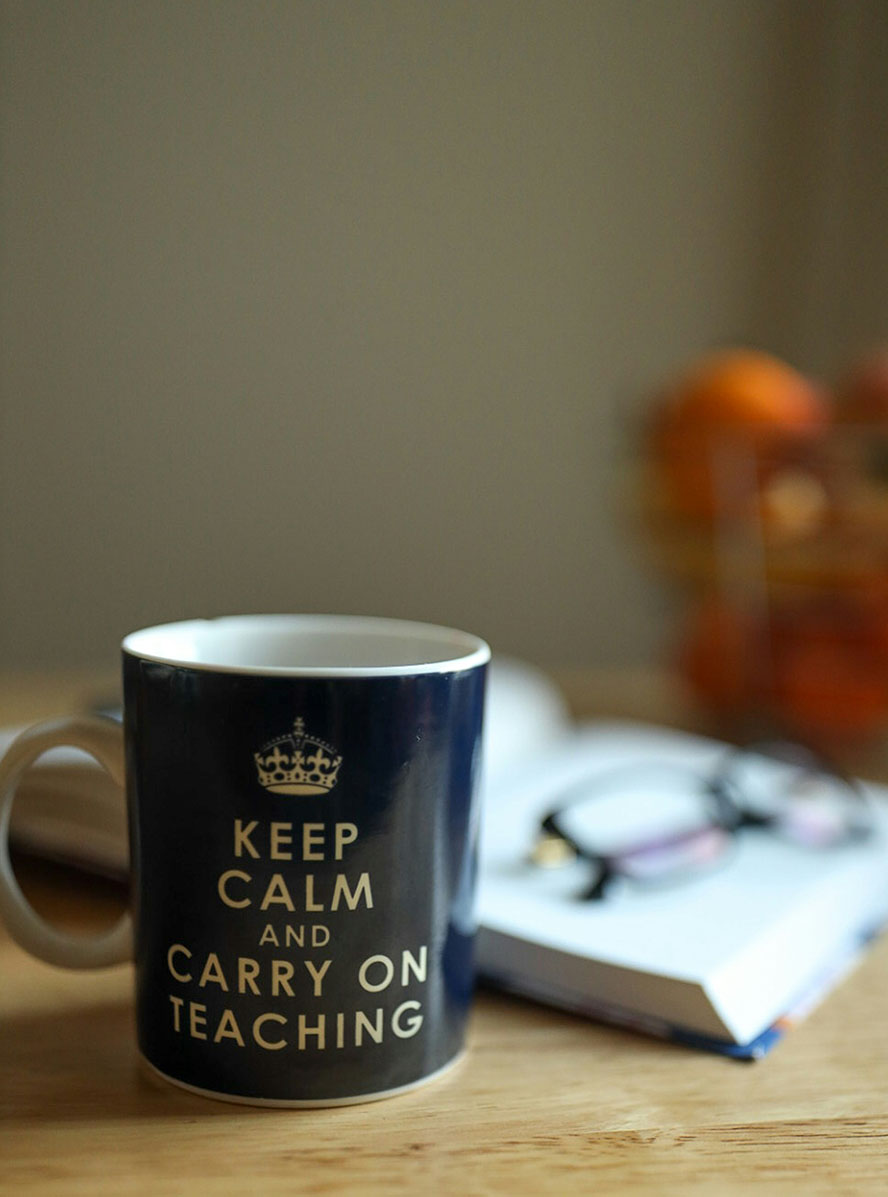 KEEP
CALM
AND
CARRY ON
TEACHING